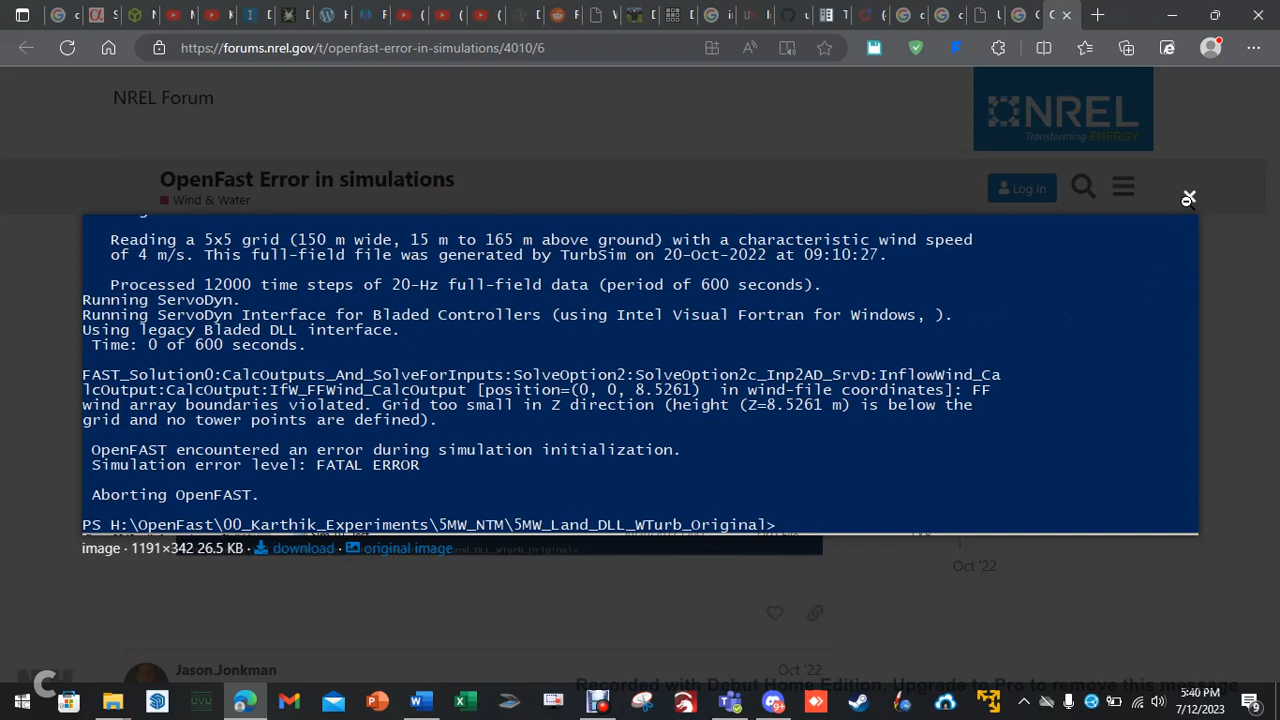 https://forums.nrel.gov/t/openfast-error-in-simulations/4010/6
NREL Forum
NREL
Transforming ENERGY
OpenFast Error in simulations
Wind & Water
Log In
Reading a 5x5 grid (150 m wide, 15 m to 165 m above ground) with a characteristic wind speed
of 4 m/s. This full-field file was generated by TurbSim on 20-Oct-2022 at 09:10:27.
Processed 12000 time steps of 20-Hz full-field data (period of 600 seconds).
Running ServoDyn.
Running ServoDyn Interface for Bladed Controllers (using Intel Visual Fortran for Windows, ).
Using legacy Bladed DLL interface.
Time: 0 of 600 seconds.
FAST_Solution0:CalcOutputs_And_SolveForInputs:SolveOption2:SolveOption2c_Inp2AD_SrvD:InflowWind_Ca
lcOutput:CalcOutput:IfW_FFWind_CalcOutput [position=(0, 0, 8.5261)  in wind-file coordinates]: FF
wind array boundaries violated. Grid too small in Z direction (height (Z=8.5261 m) is below the
grid and no tower points are defined).
OpenFAST encountered an error during simulation initialization.
Simulation error level: FATAL ERROR
Aborting OpenFAST.
PS H:\OpenFast\00_Karthik_Experiments\5MW_NTM\5MW_Land_DLL_WTurb_Original>
image · 1191×342 26.5 KB · download · original image
Oct '22
Jason.Jonkman
Oct '22
Recorded with Debut Home Edition. Upgrade to Pro to remove this message
5:40 PM
7/12/2023